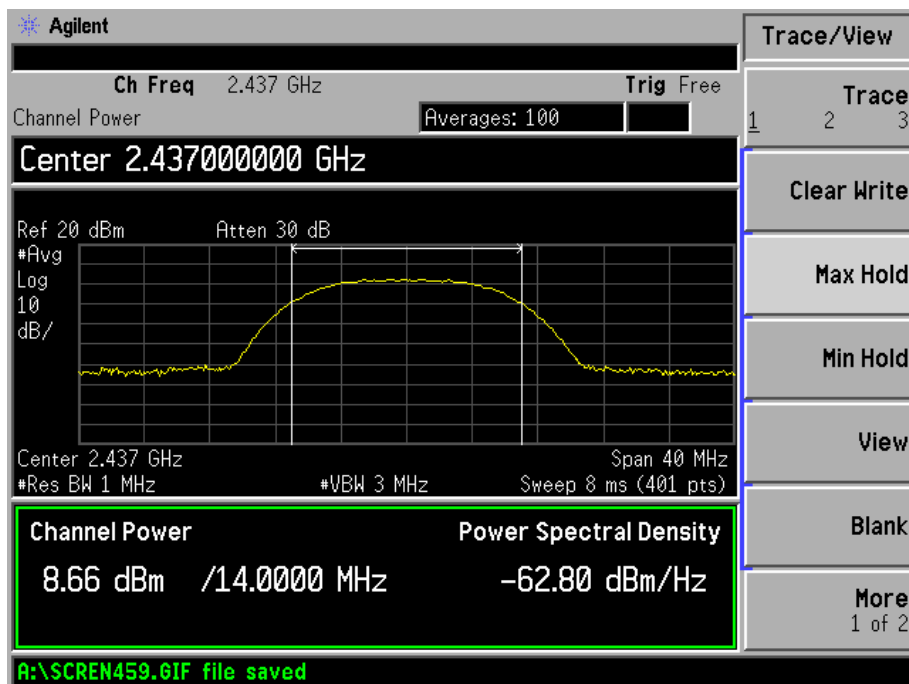 Agilent
Trace/View
Ch Freq 2.437 GHz Trig Free
Channel Power Averages: 100
Trace
1 2 3
Center 2.437000000 GHz
Clear Write
Ref 20 dBm Atten 30 dB
#Avg
Log
10
dB/
Max Hold
Min Hold
View
Center 2.437 GHz Span 40 MHz
#Res BW 1 MHz #VBW 3 MHz Sweep 8 ms (401 pts)
Channel Power Power Spectral Density
8.66 dBm /14.0000 MHz -62.80 dBm/Hz
Blank
More
1 of 2
A:\SCREN459.GIF file saved